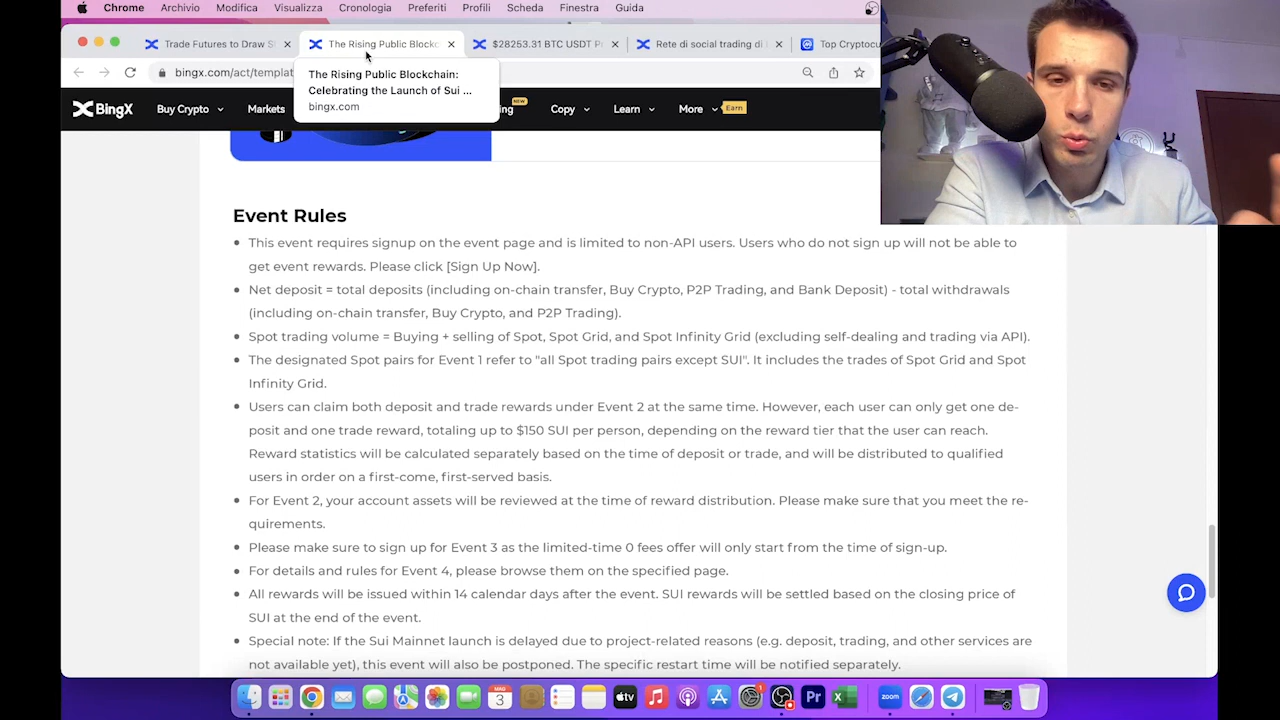 Chrome Archivio Modifica Visualizza Cronologia Preferiti Profili Scheda Finestra Guida
Trade Futures to Draw S The Rising Public Blockc $28253.31 BTC USDT P Rete di social trading di Top Cryptocu
bingx.com/act/templat
The Rising Public Blockchain:
Celebrating the Launch of Sui ...
bingx.com
BingX Buy Crypto Markets ing NEW Copy Learn More Earn
Event Rules
This event requires signup on the event page and is limited to non-API users. Users who do not sign up will not be able to
get event rewards. Please click [Sign Up Now].
Net deposit = total deposits (including on-chain transfer, Buy Crypto, P2P Trading, and Bank Deposit) - total withdrawals
(including on-chain transfer, Buy Crypto, and P2P Trading).
Spot trading volume = Buying + selling of Spot, Spot Grid, and Spot Infinity Grid (excluding self-dealing and trading via API).
The designated Spot pairs for Event 1 refer to "all Spot trading pairs except SUI". It includes the trades of Spot Grid and Spot
Infinity Grid.
Users can claim both deposit and trade rewards under Event 2 at the same time. However, each user can only get one de-
posit and one trade reward, totaling up to $150 SUI per person, depending on the reward tier that the user can reach.
Reward statistics will be calculated separately based on the time of deposit or trade, and will be distributed to qualified
users in order on a first-come, first-served basis.
For Event 2, your account assets will be reviewed at the time of reward distribution. Please make sure that you meet the re-
quirements.
Please make sure to sign up for Event 3 as the limited-time 0 fees offer will only start from the time of sign-up.
For details and rules for Event 4, please browse them on the specified page.
All rewards will be issued within 14 calendar days after the event. SUI rewards will be settled based on the closing price of
SUI at the end of the event.
Special note: If the Sui Mainnet launch is delayed due to project-related reasons (e.g. deposit, trading, and other services are
not available yet), this event will also be postponed. The specific restart time will be notified separately.
MAG
3 tv 1 Pr zoom